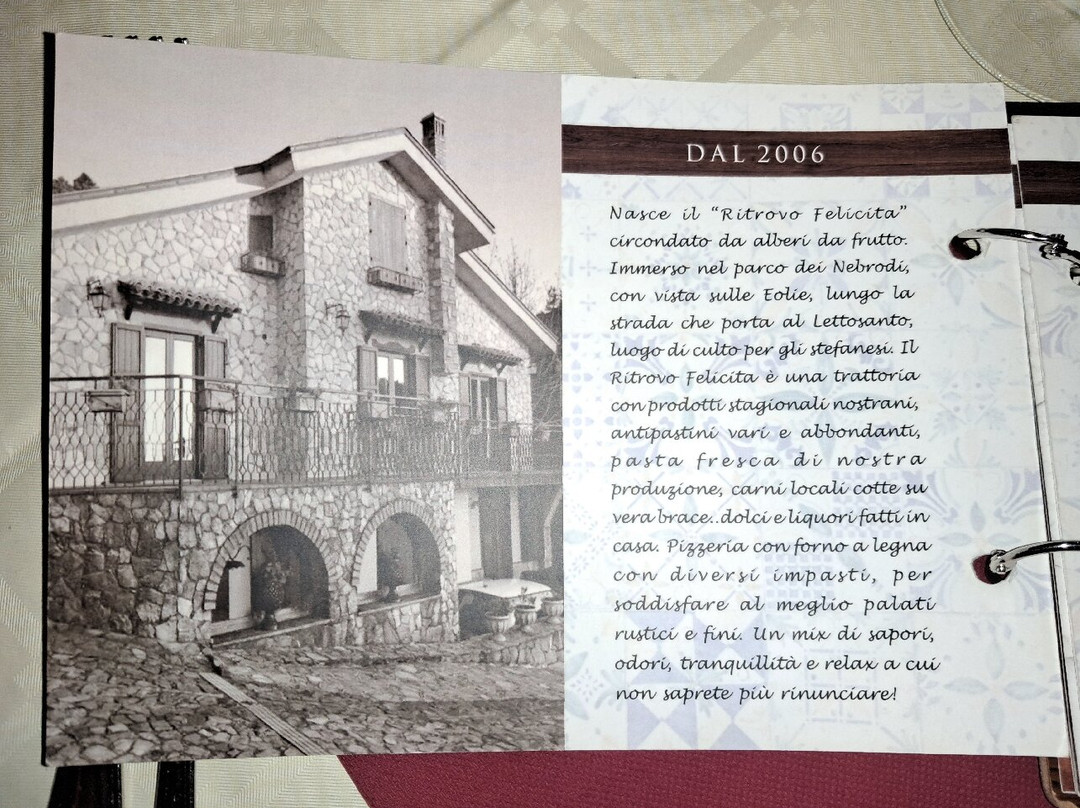 DAL 2006
Nasce il "Ritrovo Felicita"
circondato da alberi da frutto.
Immerso nel parco dei Nebrodi,
con vista sulle Eolie, lungo la
strada che porta al Lettosanto,
luogo di culto per gli stefanesi. Il
Ritrovo Felicita è una trattoria
con prodotti stagionali nostrani,
antipastini vari e abbondanti,
pasta fresca di nostra
produzione, carni locali cotte su
vera brace..dolci e liquori fatti in
casa. Pizzeria con forno a legna
con diversi impasti, per
soddisfare al meglio palati
rustici e fini. Un mix di sapori,
odori, tranquillità e relax a cui
non saprete più rinunciare!